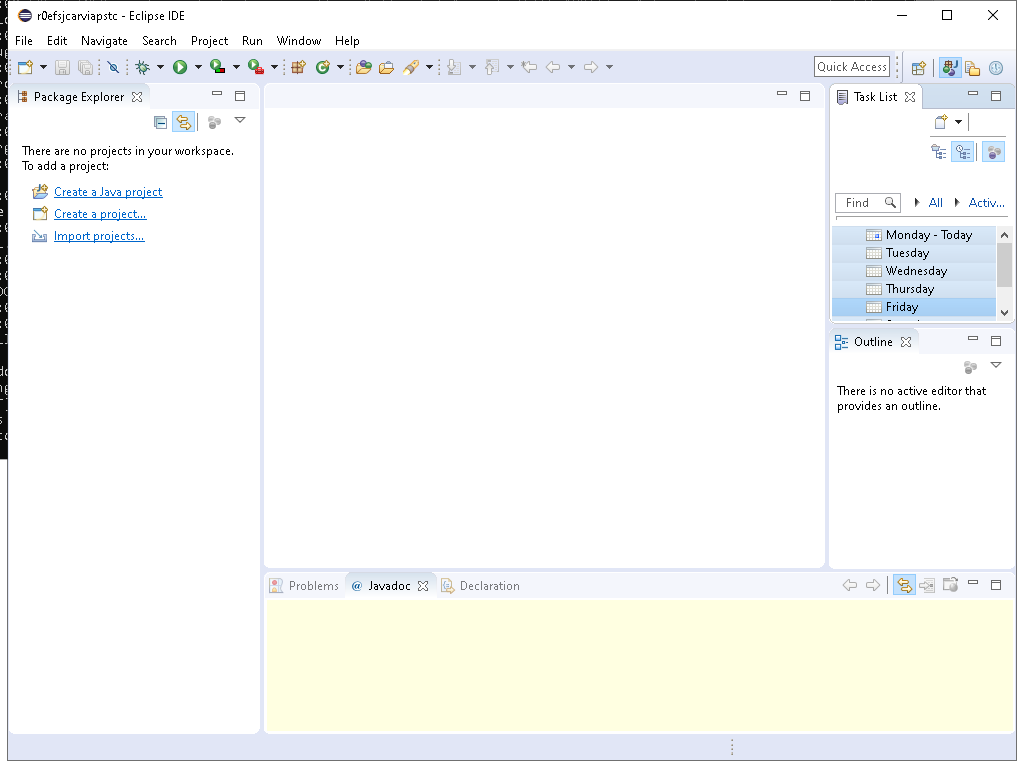 r0efsjcarviapstc - Eclipse IDE
File Edit Navigate Search Project Run Window Help
Quick Access
Package Explorer
There are no projects in your workspace.
To add a project:
Create a Java project
Create a project...
Import projects...
Task List
Find
All
Activ...
Monday - Today
Tuesday
Wednesday
Thursday
Friday
Outline
There is no active editor that
provides an outline.
Problems
@ Javadoc
Declaration